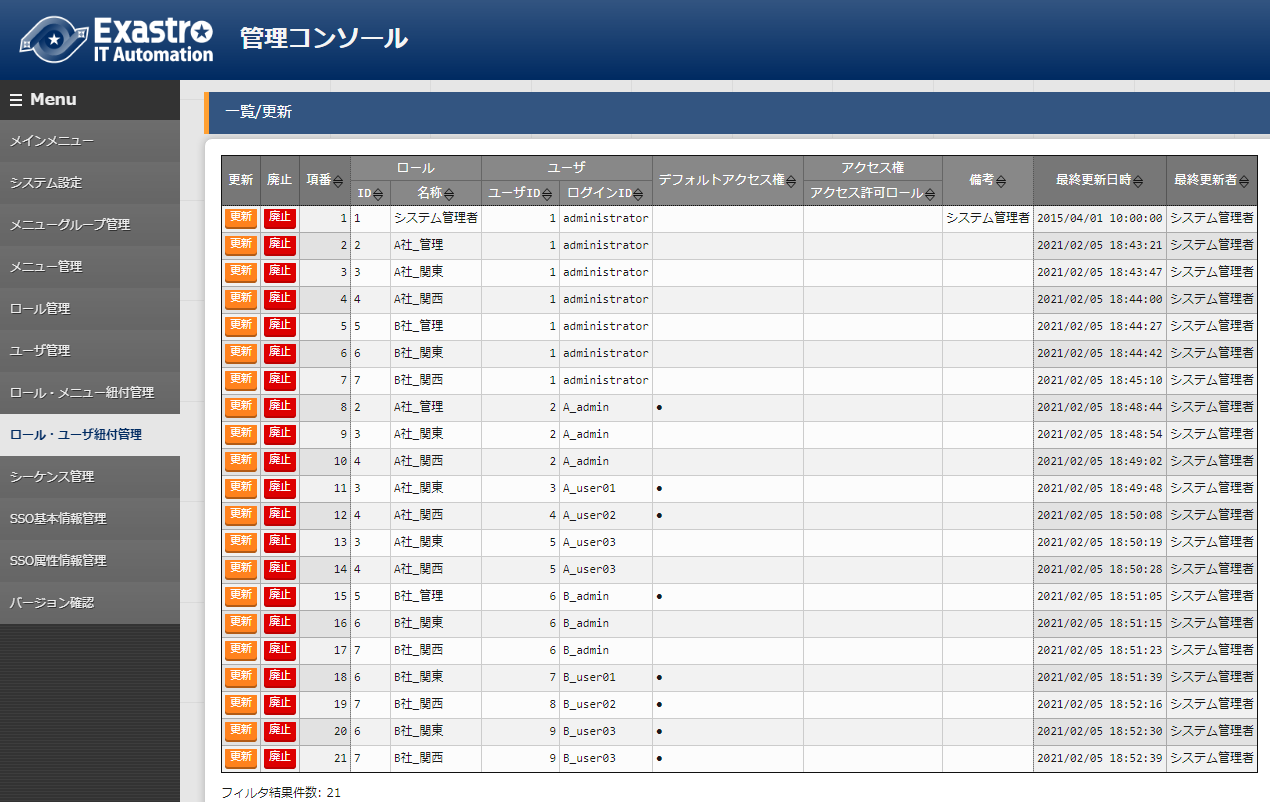 Exastro
IT Automation
管理コンソール
Menu
メインメニュー
システム設定
メニューグループ管理
メニュー管理
ロール管理
ユーザ管理
ロール・メニュー紐付管理
ロール・ユーザ紐付管理
シーケンス管理
SSO基本情報管理
SSO属性情報管理
バージョン確認
一覧/更新
更新 廃止 項番 ロール ユーザ デフォルトアクセス権 アクセス権 備考 最終更新日時 最終更新者
ID 名称 ユーザID ログインID アクセス許可ロール
更新 廃止 1 1 システム管理者 1 administrator システム管理者 2015/04/01 10:00:00 システム管理者
更新 廃止 2 2 A社_管理 1 administrator 2021/02/05 18:43:21 システム管理者
更新 廃止 3 3 A社_関東 1 administrator 2021/02/05 18:43:47 システム管理者
更新 廃止 4 4 A社_関西 1 administrator 2021/02/05 18:44:00 システム管理者
更新 廃止 5 5 B社_管理 1 administrator 2021/02/05 18:44:27 システム管理者
更新 廃止 6 6 B社_関東 1 administrator 2021/02/05 18:44:42 システム管理者
更新 廃止 7 7 B社_関西 1 administrator 2021/02/05 18:45:10 システム管理者
更新 廃止 8 2 A社_管理 2 A_admin ● 2021/02/05 18:48:44 システム管理者
更新 廃止 9 3 A社_関東 2 A_admin 2021/02/05 18:48:54 システム管理者
更新 廃止 10 4 A社_関西 2 A_admin 2021/02/05 18:49:02 システム管理者
更新 廃止 11 3 A社_関東 3 A_user01 ● 2021/02/05 18:49:48 システム管理者
更新 廃止 12 4 A社_関西 4 A_user02 ● 2021/02/05 18:50:08 システム管理者
更新 廃止 13 3 A社_関東 5 A_user03 2021/02/05 18:50:19 システム管理者
更新 廃止 14 4 A社_関西 5 A_user03 2021/02/05 18:50:28 システム管理者
更新 廃止 15 5 B社_管理 6 B_admin ● 2021/02/05 18:51:05 システム管理者
更新 廃止 16 6 B社_関東 6 B_admin 2021/02/05 18:51:15 システム管理者
更新 廃止 17 7 B社_関西 6 B_admin 2021/02/05 18:51:23 システム管理者
更新 廃止 18 6 B社_関東 7 B_user01 ● 2021/02/05 18:51:39 システム管理者
更新 廃止 19 7 B社_関西 8 B_user02 ● 2021/02/05 18:52:16 システム管理者
更新 廃止 20 6 B社_関東 9 B_user03 ● 2021/02/05 18:52:30 システム管理者
更新 廃止 21 7 B社_関西 9 B_user03 ● 2021/02/05 18:52:39 システム管理者
フィルタ結果件数: 21